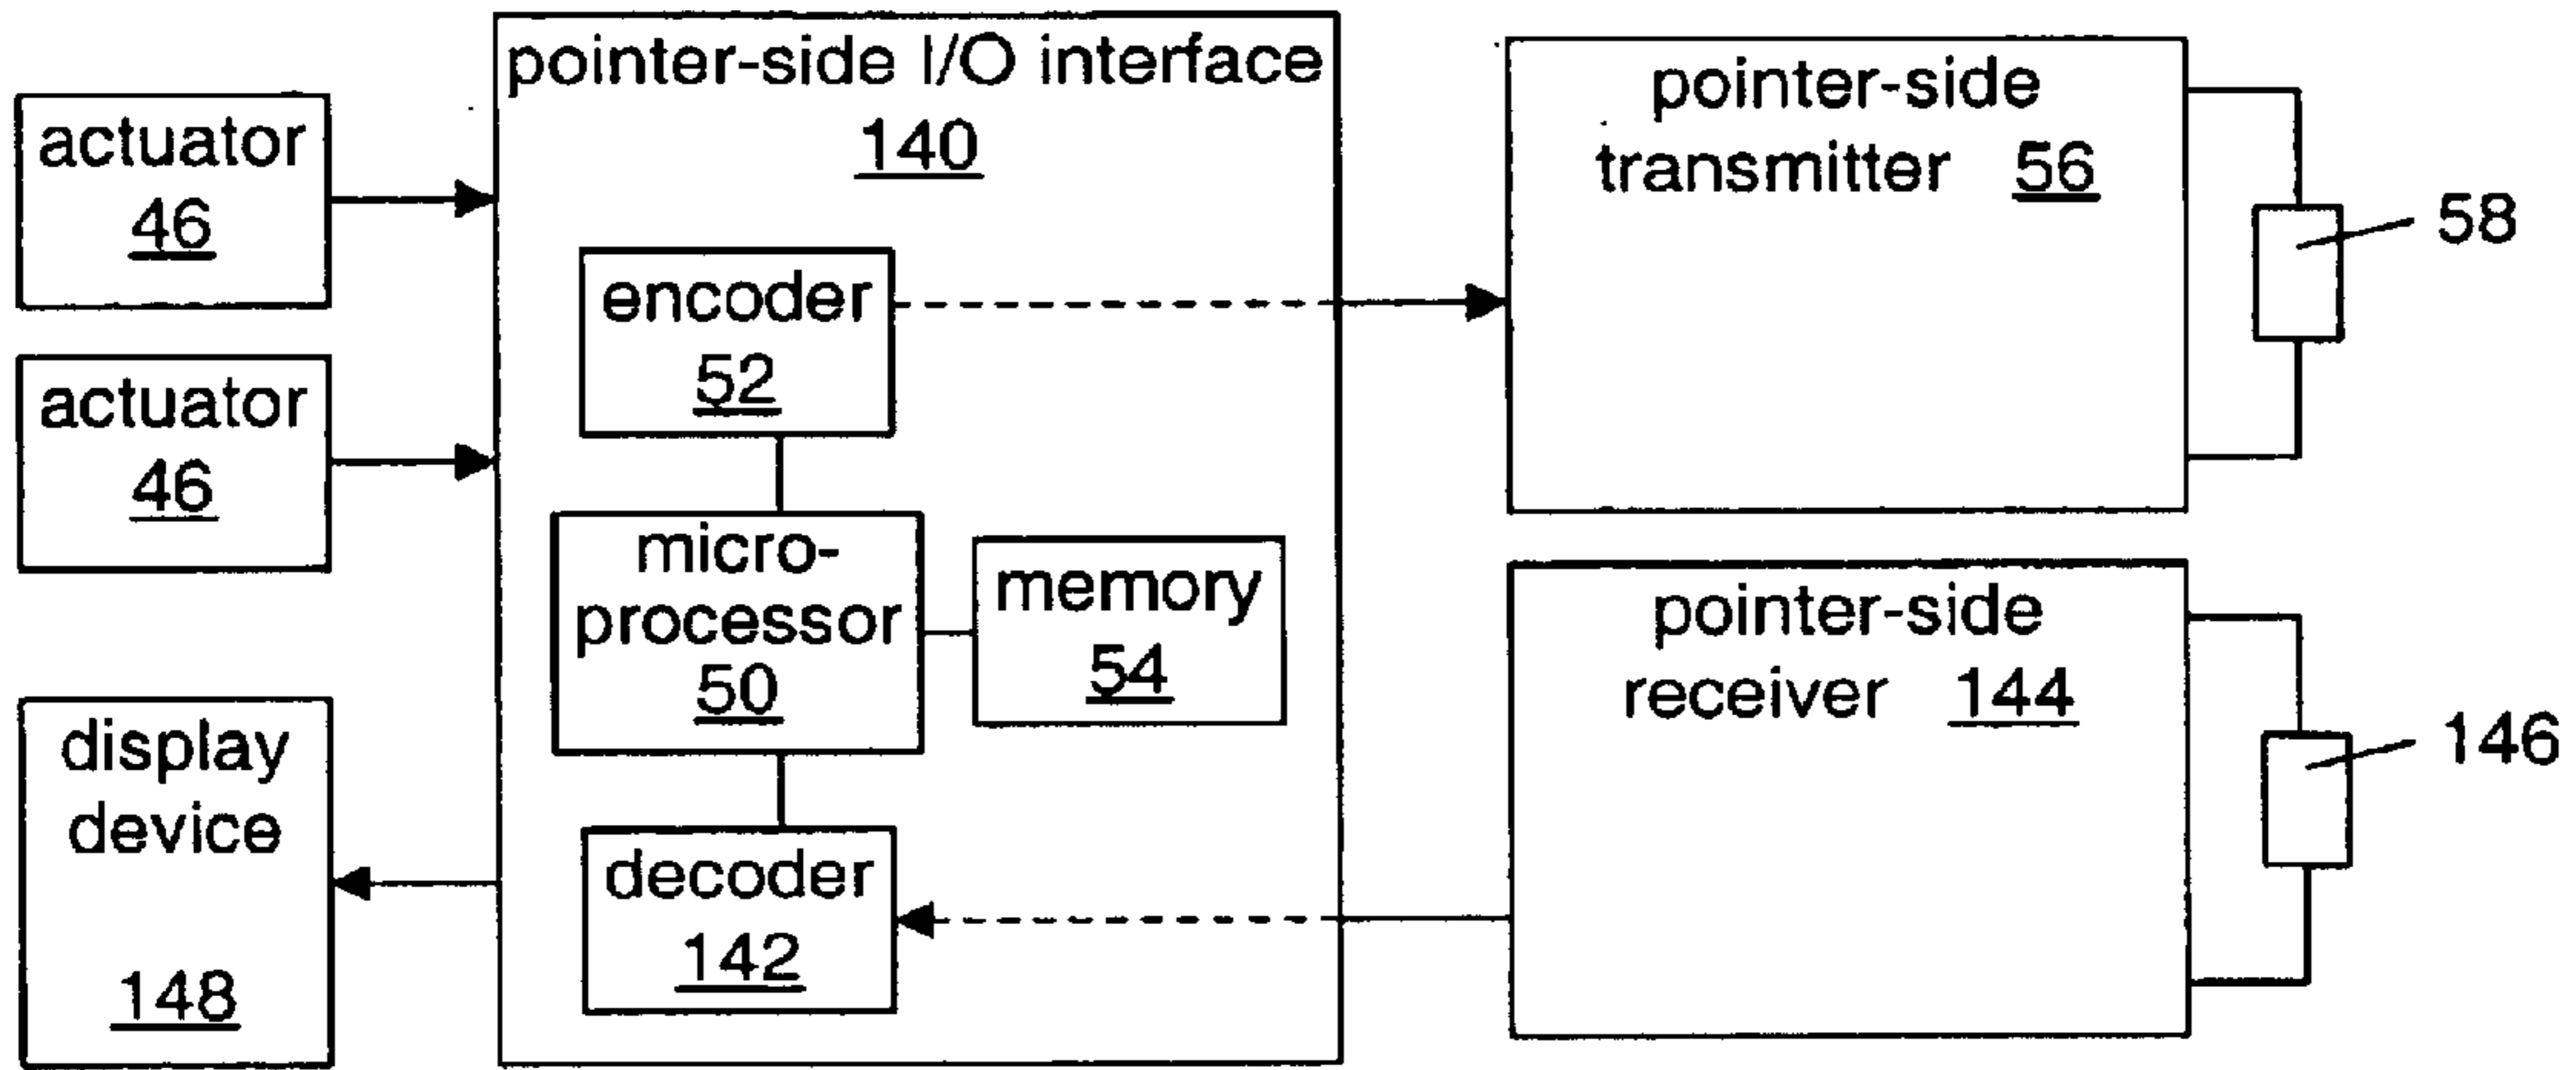 actuator
46
actuator
46
display
device
148
pointer-side I/O interface
140
encoder
52
micro-
processor
50
memory
54
decoder
142
pointer-side
transmitter 56
58
pointer-side
receiver 144
146